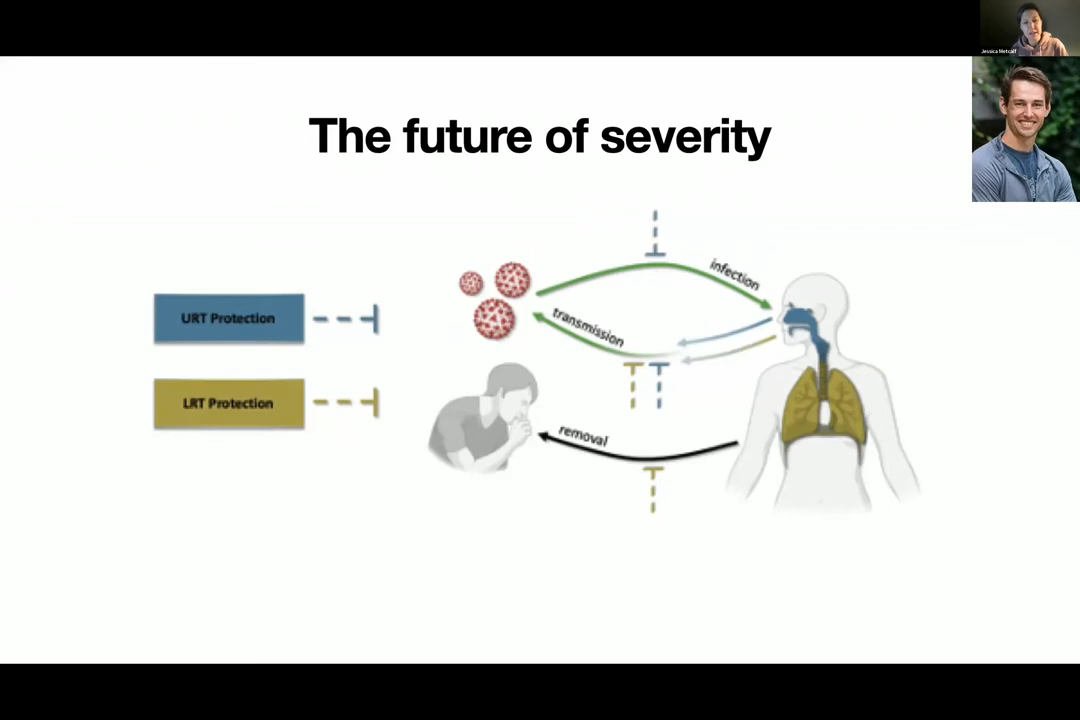 Jessica Metcalf
The future of severity
infection
URT Protection
transmission
LRT Protection
removal